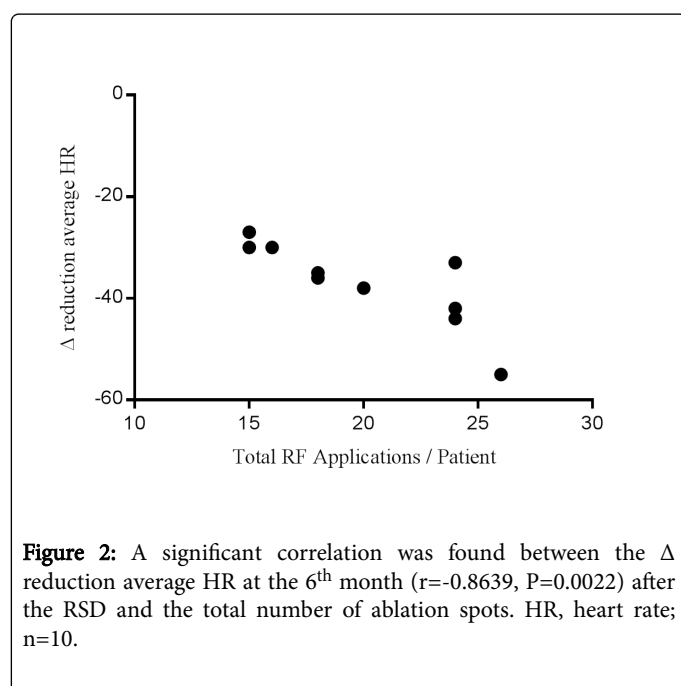 0
-20
-40
-60
10
15
20
25
30
Δ reduction average HR
Total RF Applications / Patient
Figure 2: A significant correlation was found between the Δ
reduction average HR at the 6th month (r=-0.8639, P=0.0022) after
the RSD and the total number of ablation spots. HR, heart rate;
n=10.